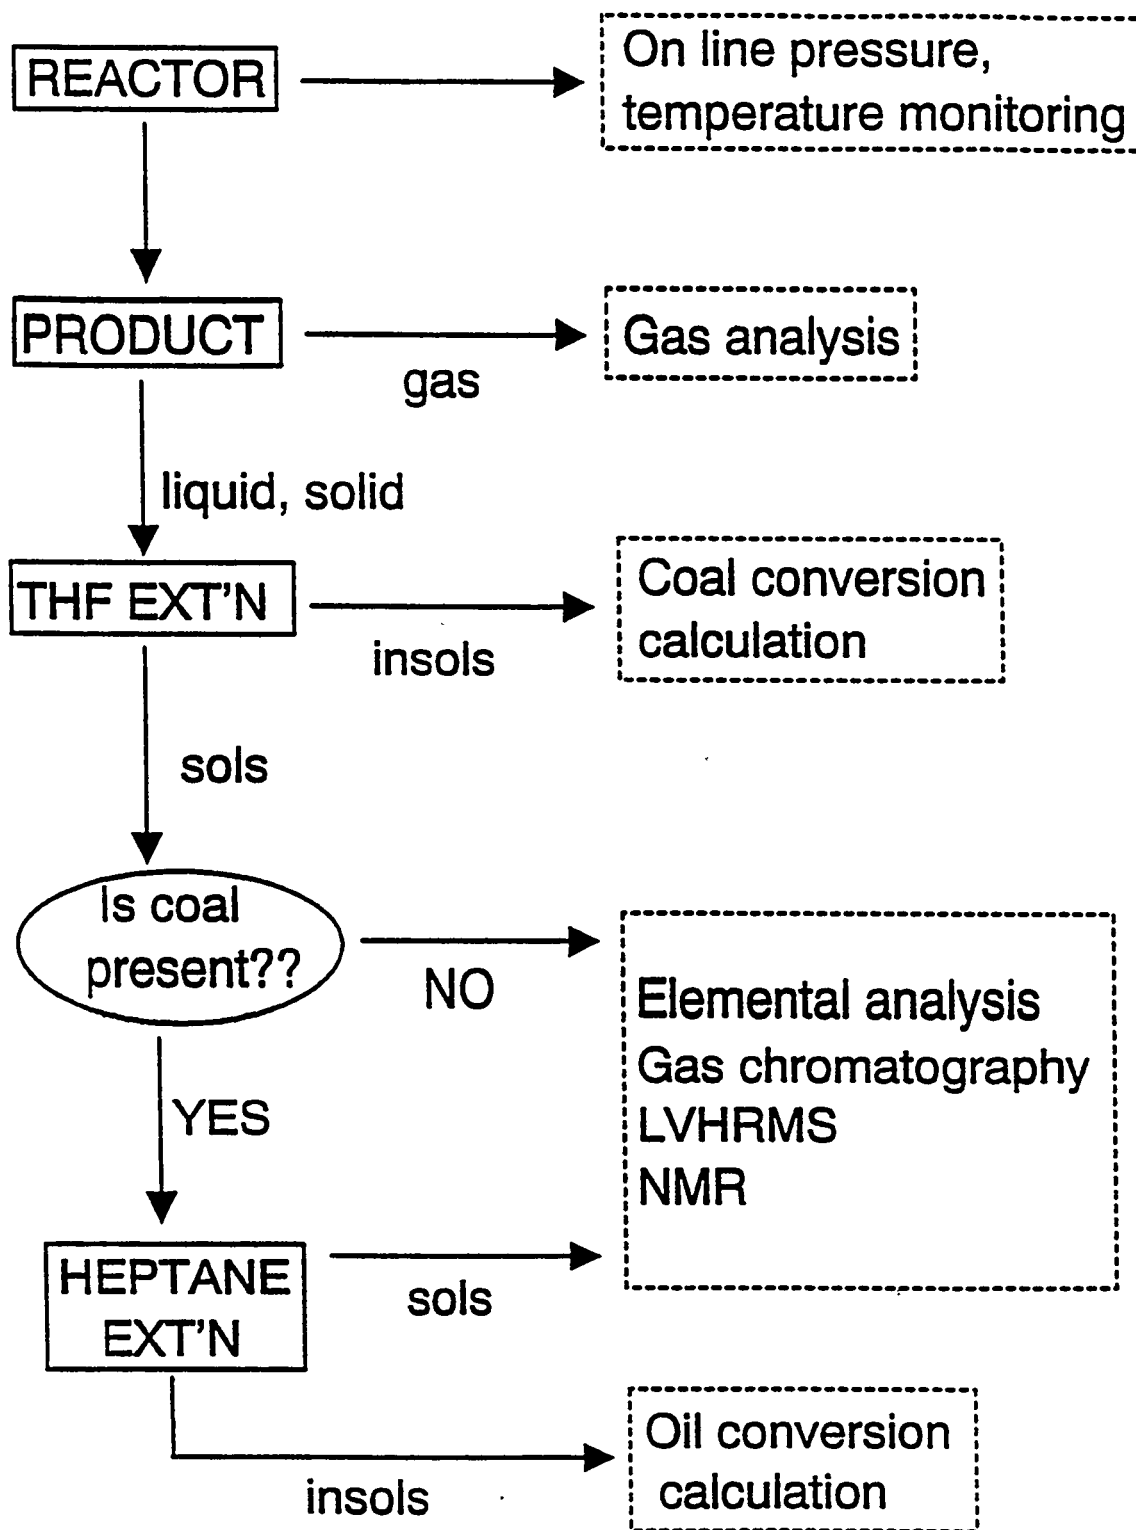 REACTOR
On line pressure,
temperature monitoring
PRODUCT
gas
Gas analysis
liquid, solid
THF EXT'N
insols
Coal conversion
calculation
sols
Is coal
present??
NO
Elemental analysis
Gas chromatography
LVHRMS
NMR
YES
HEPTANE
EXT'N
sols
insols
Oil conversion
calculation